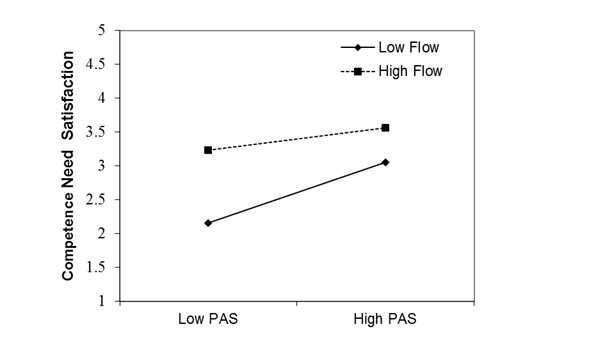 5
4.5
4
3.5
3
2.5
2
1.5
1
Competence Need Satisfaction
Low Flow
High Flow
Low PAS
High PAS